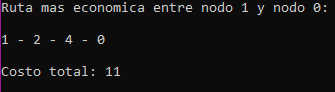 Ruta mas economica entre nodo 1 y nodo 0:
1 - 2 - 4 - 0
Costo total: 11